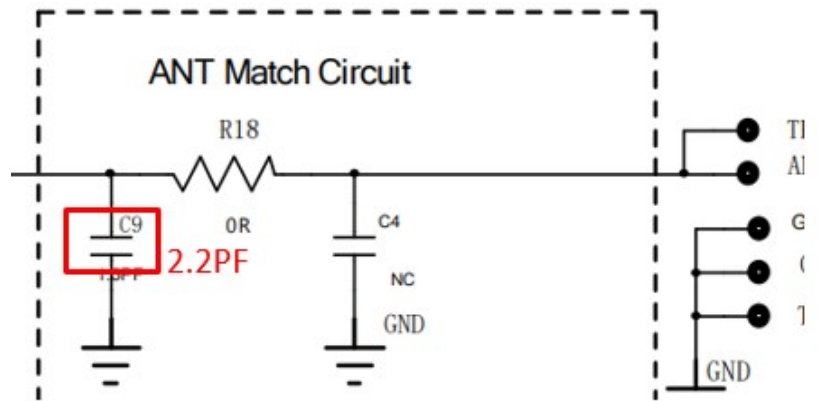 ANT Match Circuit
R18
C9
0R
C4
2.2PF
NC
GND
G
GND